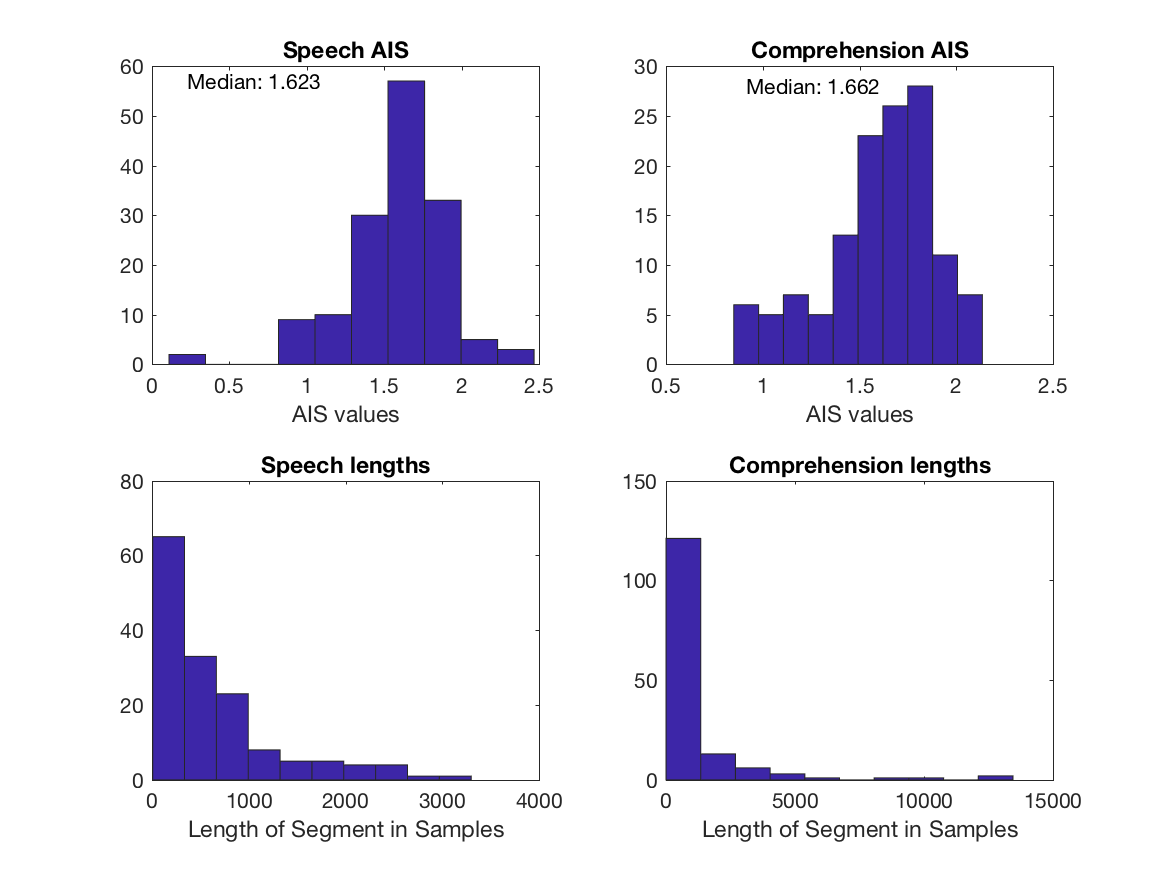 Speech AIS
Median: 1.623
60
50
40
30
20
10
0
0 0.5 1 1.5 2 2.5
AIS values
Comprehension AIS
Median: 1.662
30
25
20
15
10
5
0
0.5 1 1.5 2 2.5
AIS values
Speech lengths
80
60
40
20
0
0 1000 2000 3000 4000
Length of Segment in Samples
Comprehension lengths
150
100
50
0
0 5000 10000 15000
Length of Segment in Samples